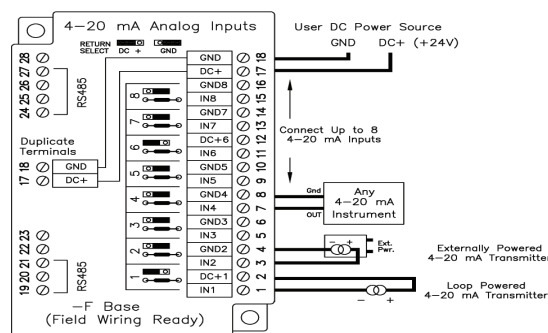 4-20 mA Analog Inputs
RETURN
SELECT
DC +
GND
User DC Power Source
GND
DC+ (+24V)
28
27
26
25
24
RS485
Duplicate
Terminals
18
17
GND
DC+
23
22
21
20
19
RS485
-F Base
(Field Wiring Ready)
8
7
6
5
4
3
2
1
GND 18
DC+ 17
GND8 16
IN8 15
GND7 14
IN7 13
DC+6 12
IN6 11
GND5 10
IN5 9
GND4 8
IN4 7
GND3 6
IN3 5
GND2 4
IN2 3
DC+1 2
IN1 1
Connect Up to 8
4-20 mA Inputs
Gnd
OUT
Any
4-20 mA
Instrument
- +
Ext.
Pwr.
Externally Powered
4-20 mA Transmitter
- +
Loop Powered
4-20 mA Transmitter